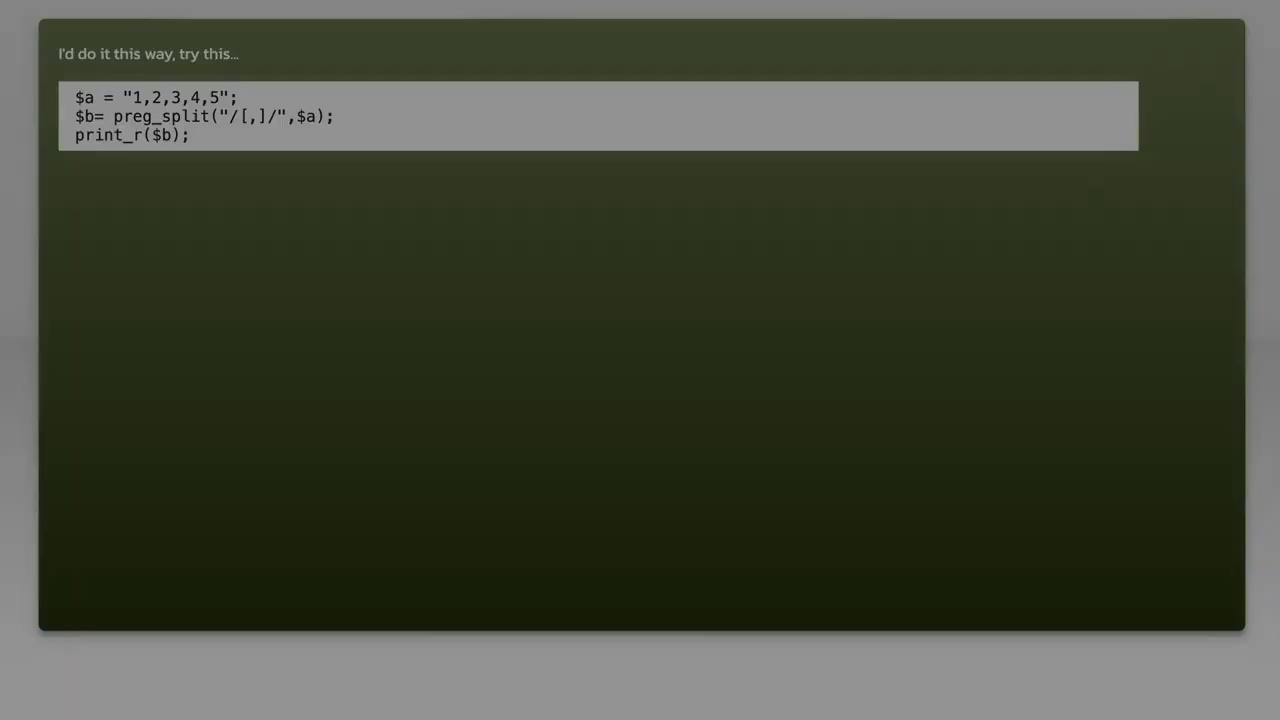 I'd do it this way, try this...
$a = "1,2,3,4,5";
$b= preg_split("/[,]/",$a);
print_r($b);